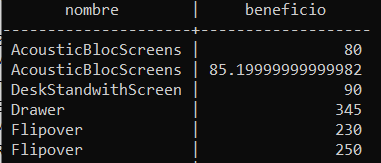 nombre | beneficio
--------------------+------------------
AcousticBlocScreens | 80
AcousticBlocScreens | 85.19999999999982
DeskStandwithScreen | 90
Drawer | 345
Flipover | 230
Flipover | 250